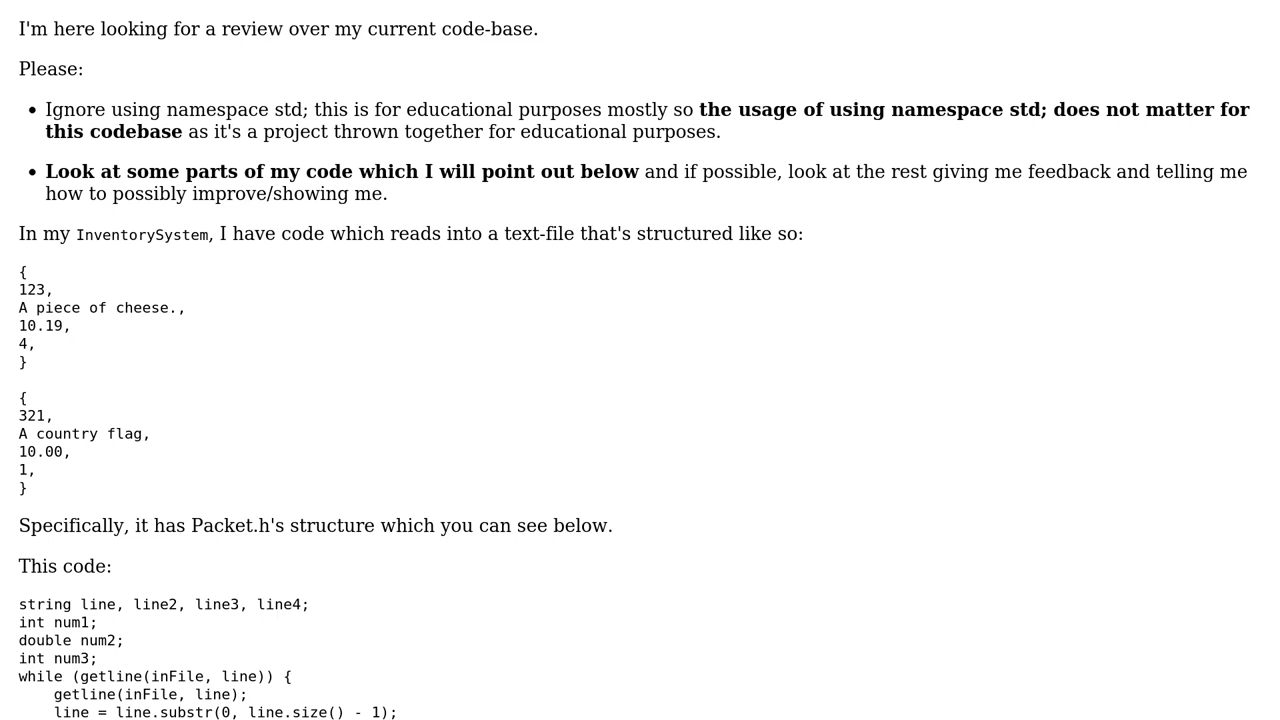 I'm here looking for a review over my current code-base.
Please:
• Ignore using namespace std; this is for educational purposes mostly so the usage of using namespace std; does not matter for
this codebase as it's a project thrown together for educational purposes.
• Look at some parts of my code which I will point out below and if possible, look at the rest giving me feedback and telling me
how to possibly improve/showing me.
In my InventorySystem, I have code which reads into a text-file that's structured like so:
{
123,
A piece of cheese.,
10.19,
4,
}
{
321,
A country flag,
10.00,
1,
}
Specifically, it has Packet.h's structure which you can see below.
This code:
string line, line2, line3, line4;
int num1;
double num2;
int num3;
while (getline(inFile, line)) {
    getline(inFile, line);
    line = line.substr(0, line.size() - 1);